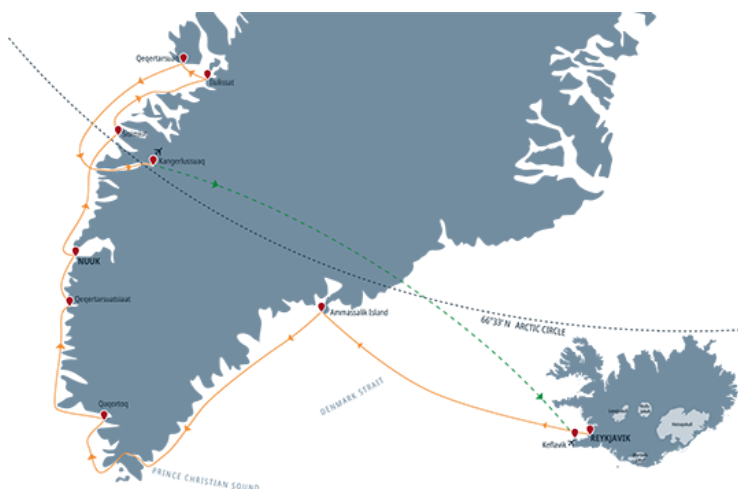 Qeqertarsuaq
Ilulissat
Kangerlussuaq
NUUK
Qeqertarsuatsiaat
Ammassalik Island
66°33'N ARCTIC CIRCLE
DENMARK STRAIT
Qaqortoq
Keflavik
REYKJAVIK
PRINCE CHRISTIAN SOUND